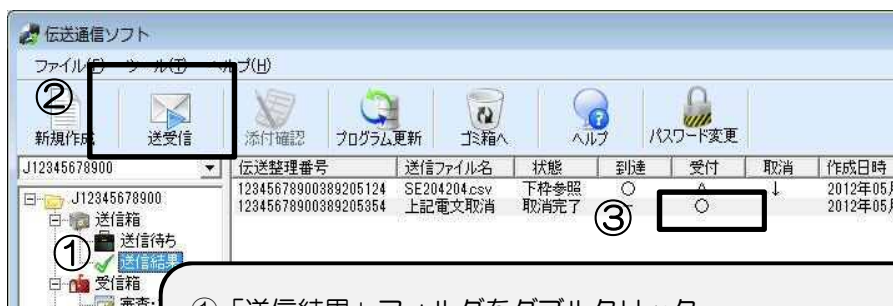 伝送通信ソフト
ファイル(F) ツール(T) ヘルプ(H)
②
新規作成 送受信 添付確認 プログラム更新 ゴミ箱へ ヘルプ パスワード変更
J12345678900 伝送整理番号 送信ファイル名 状態 到達 受付 取消 作成日時
12345678900389205124 SE204204.csv 下枠参照 ○ △ ↓ 2012年05
12345678900389205354 上記電文取消 取消完了 ③ ○ 2012年05
J12345678900
送信箱
送信待ち
① 送信結果
受信箱
審査
①「送信結果」フォルダをダブルクリック